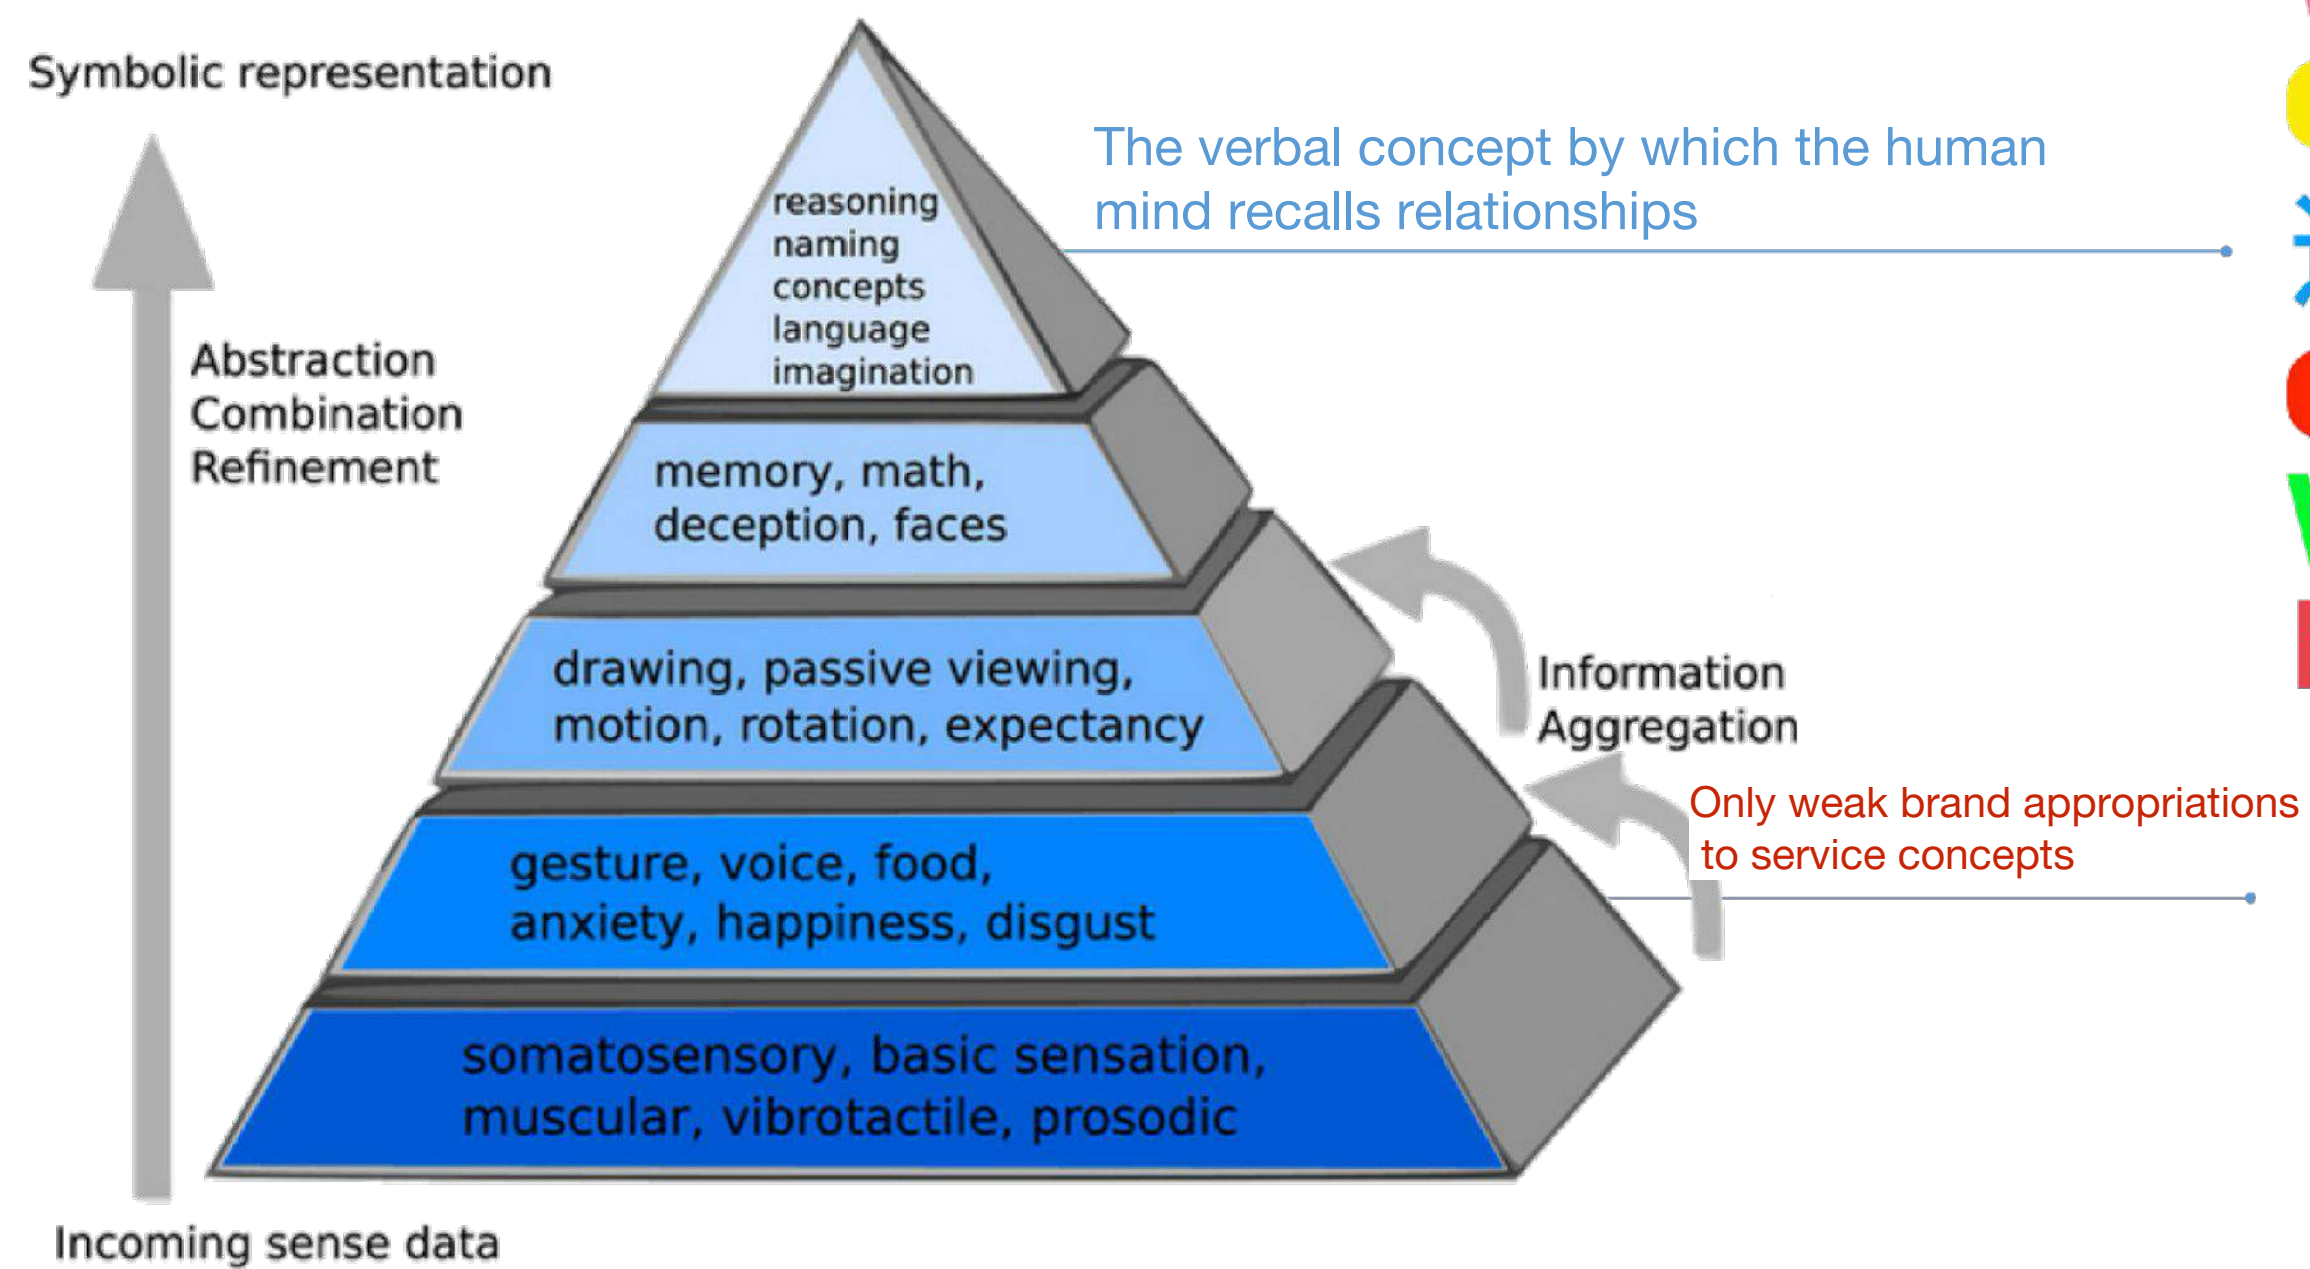 Symbolic representation
The verbal concept by which the human
mind recalls relationships
reasoning
naming
concepts
language
imagination
Abstraction
Combination
Refinement
memory, math,
deception, faces
drawing, passive viewing,
motion, rotation, expectancy
Information
Aggregation
Only weak brand appropriations
to service concepts
gesture, voice, food,
anxiety, happiness, disgust
somatosensory, basic sensation,
muscular, vibrotactile, prosodic
Incoming sense data